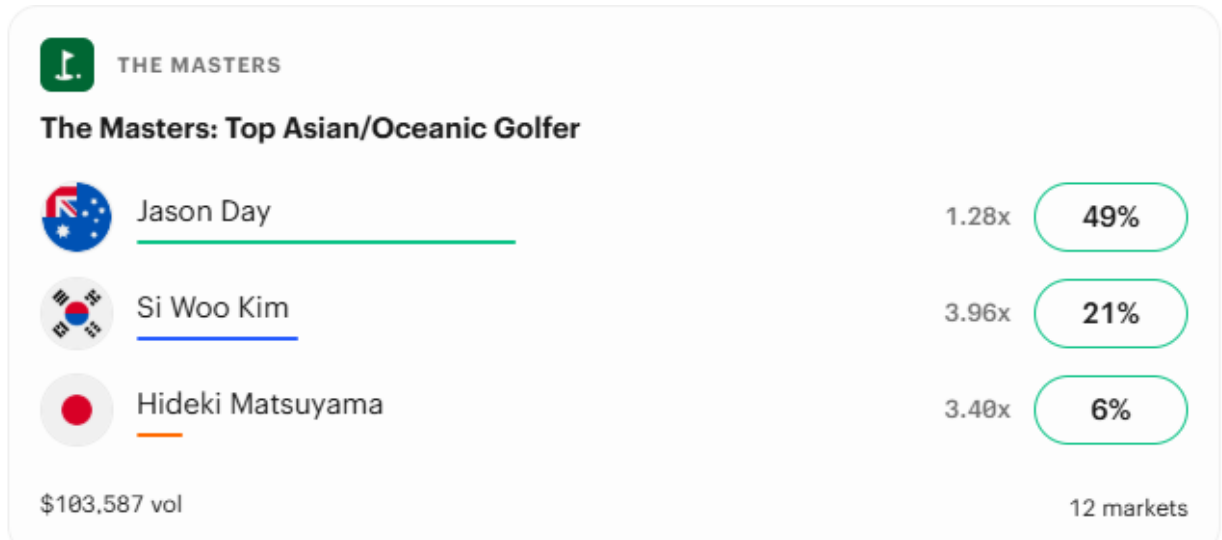 THE MASTERS
The Masters: Top Asian/Oceanic Golfer
Jason Day 1.28x 49%
Si Woo Kim 3.96x 21%
Hideki Matsuyama 3.40x 6%
$103,587 vol 12 markets